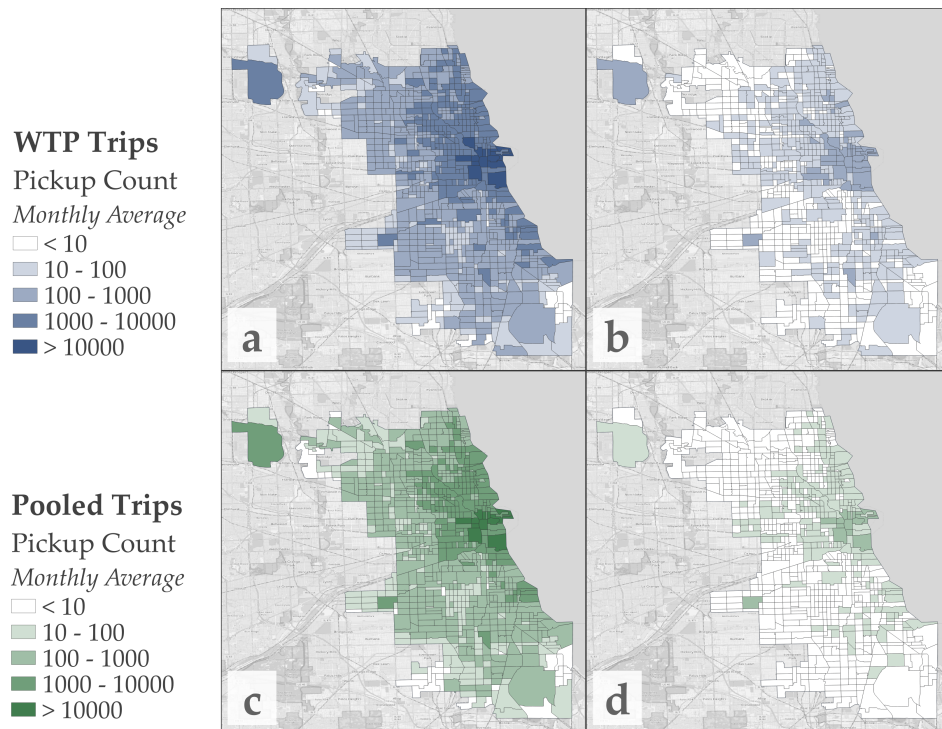 WTP Trips
Pickup Count
Monthly Average
< 10
10 - 100
100 - 1000
1000 - 10000
> 10000
a
b
Pooled Trips
Pickup Count
Monthly Average
< 10
10 - 100
100 - 1000
1000 - 10000
> 10000
c
d